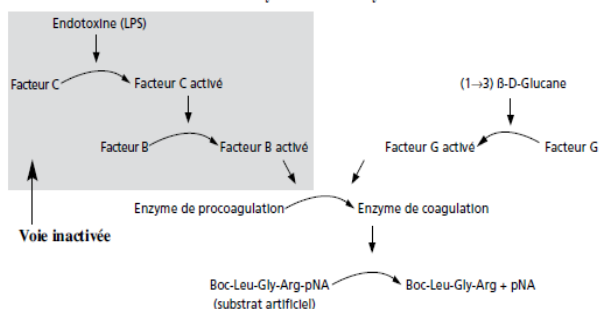 Endotoxine (LPS)
Facteur C
Facteur C activé
(1→3) ß-D-Glucane
Facteur B
Facteur B activé
Facteur G activé
Facteur G
Enzyme de procoagulation
Enzyme de coagulation
Voie inactivée
Boc-Leu-Gly-Arg-pNA
Boc-Leu-Gly-Arg + pNA
(substrat artificiel)